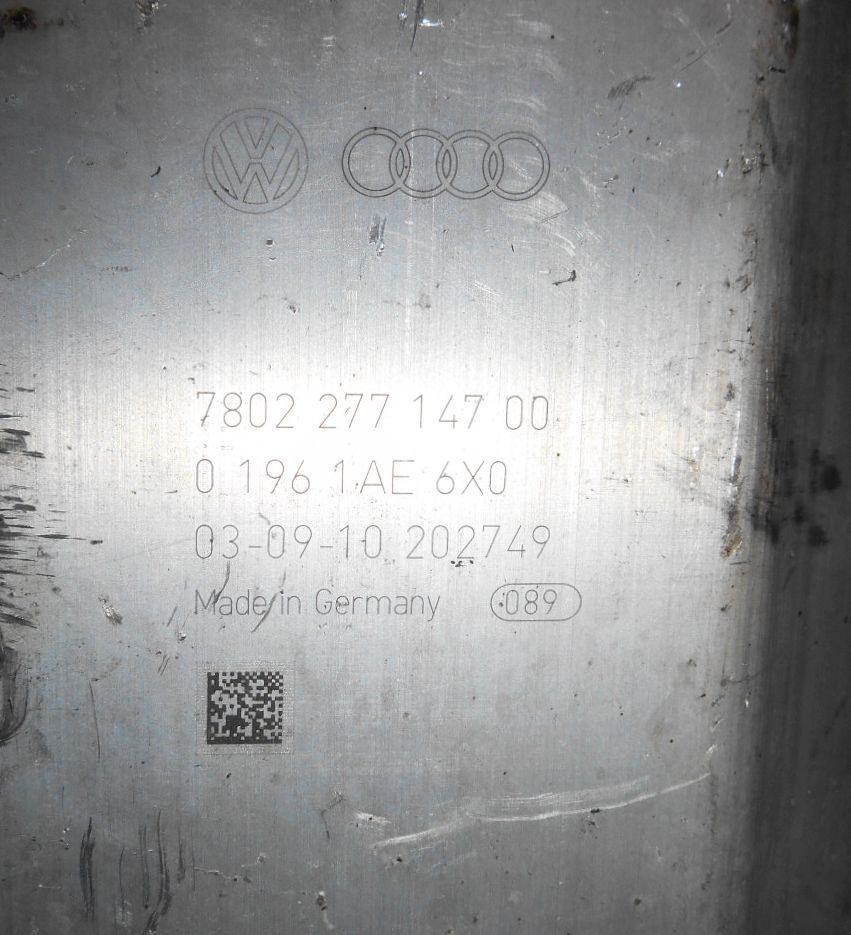 7802 277 147 00
0 196 1AE 6X0
03-09-10 202749
Made in Germany 089